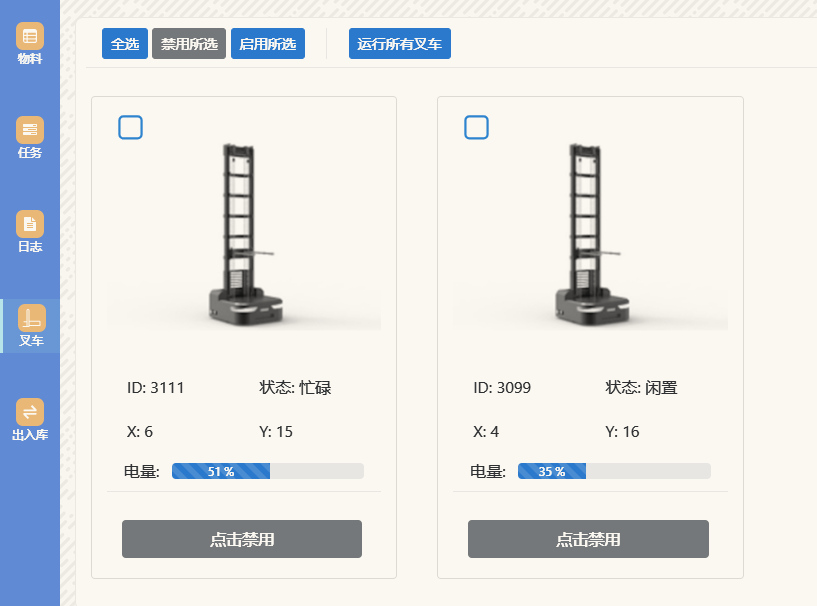 物料
任务
日志
叉车
出入库
全选 禁用所选 启用所选 运行所有叉车
ID: 3111 状态: 忙碌
X: 6 Y: 15
电量: 51 %
点击禁用
ID: 3099 状态: 闲置
X: 4 Y: 16
电量: 35 %
点击禁用